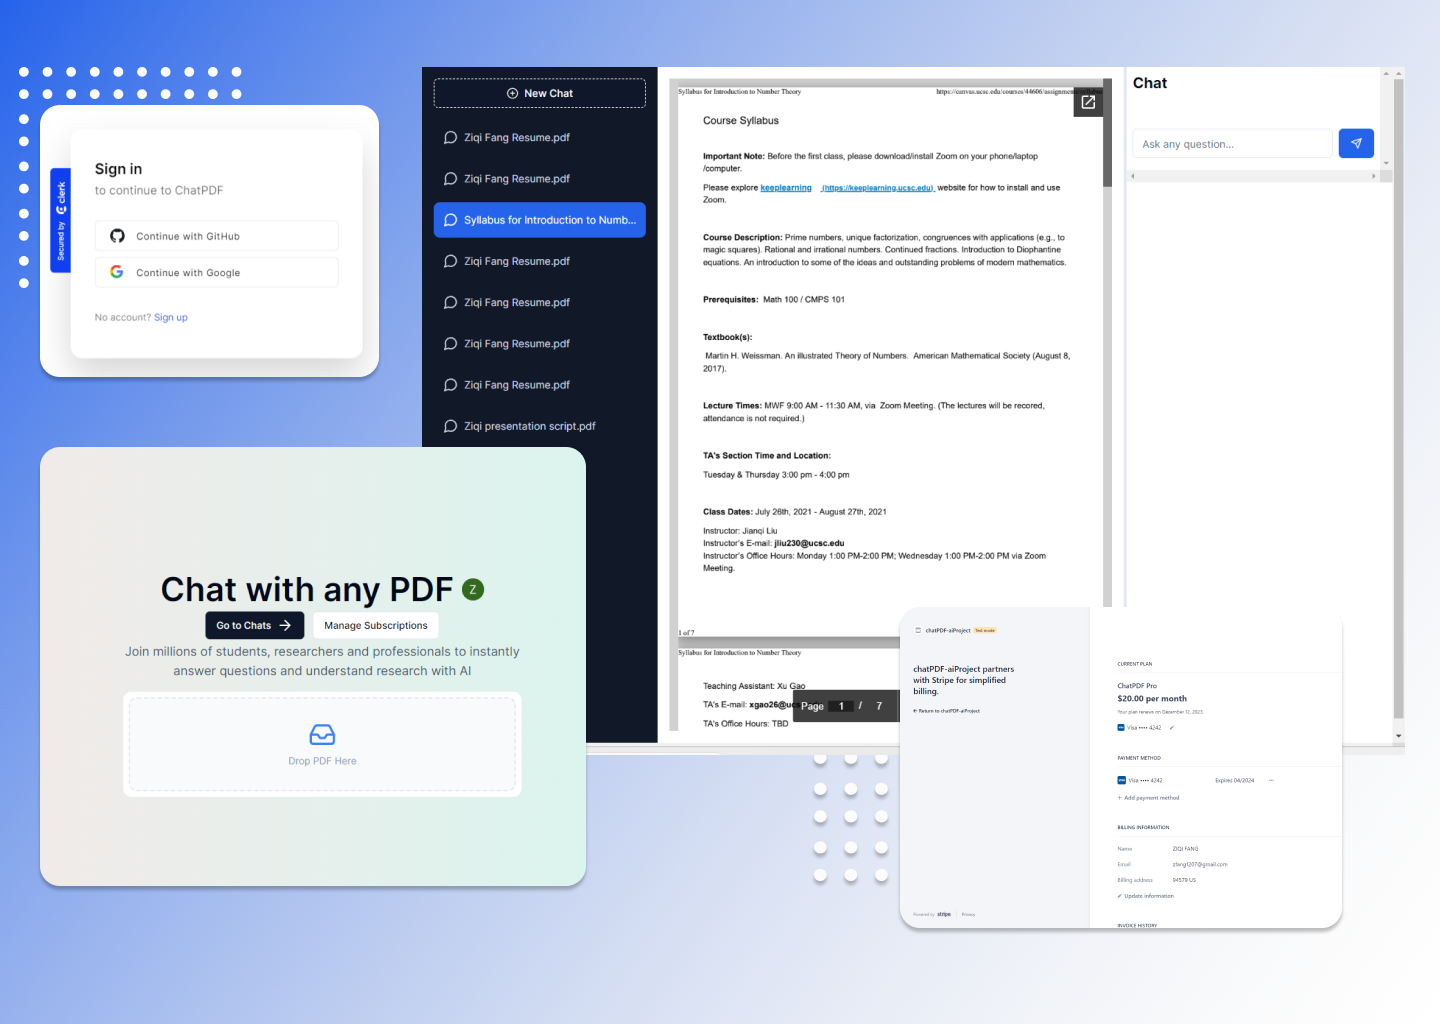 Sign in
to continue to ChatPDF
Continue with GitHub
Continue with Google
No account? Sign up
Secured by clerk
New Chat
Ziqi Fang Resume.pdf
Ziqi Fang Resume.pdf
Syllabus for Introduction to Numb...
Ziqi Fang Resume.pdf
Ziqi Fang Resume.pdf
Ziqi Fang Resume.pdf
Ziqi Fang Resume.pdf
Ziqi presentation script.pdf
Syllabus for Introduction to Number Theory
https://canvas.ucsc.edu/courses/44606/assignments
Course Syllabus
Important Note: Before the first class, please download/install Zoom on your phone/laptop
/computer.
Please explore keeplearning (https://keeplearning.ucsc.edu) website for how to install and use
Zoom.
Course Description: Prime numbers, unique factorization, congruences with applications (e.g., to
magic squares). Rational and irrational numbers. Continued fractions. Introduction to Diophantine
equations. An introduction to some of the ideas and outstanding problems of modern mathematics.
Prerequisites: Math 100 / CMPS 101
Textbook(s):
Martin H. Weissman. An illustrated Theory of Numbers. American Mathematical Society (August 8,
2017).
Lecture Times: MWF 9:00 AM - 11:30 AM, via Zoom Meeting. (The lectures will be recored,
attendance is not required.)
TA's Section Time and Location:
Tuesday & Thursday 3:00 pm - 4:00 pm
Class Dates: July 26th, 2021 - August 27th, 2021
Instructor: Jianqi Liu
Instructor's E-mail: jliu230@ucsc.edu
Instructor's Office Hours: Monday 1:00 PM-2:00 PM; Wednesday 1:00 PM-2:00 PM via Zoom
Meeting.
1 of 7
Syllabus for Introduction to Number Theory
Teaching Assistant: Xu Gao
TA's E-mail: xgao26@ucs
TA's Office Hours: TBD
Page 1 / 7
Chat
Ask any question...
Chat with any PDF
Z
Go to Chats
Manage Subscriptions
Join millions of students, researchers and professionals to instantly
answer questions and understand research with AI
Drop PDF Here
chatPDF-aiProject Test mode
chatPDF-aiProject partners
with Stripe for simplified
billing.
Return to chatPDF-aiProject
Powered by stripe
Privacy
CURRENT PLAN
ChatPDF Pro
$20.00 per month
Your plan renews on December 12, 2023.
Visa •••• 4242
PAYMENT METHOD
Visa •••• 4242
Expires 04/2024
+ Add payment method
BILLING INFORMATION
Name ZIQI FANG
Email zfang1207@gmail.com
Billing address 94579 US
Update information
INVOICE HISTORY